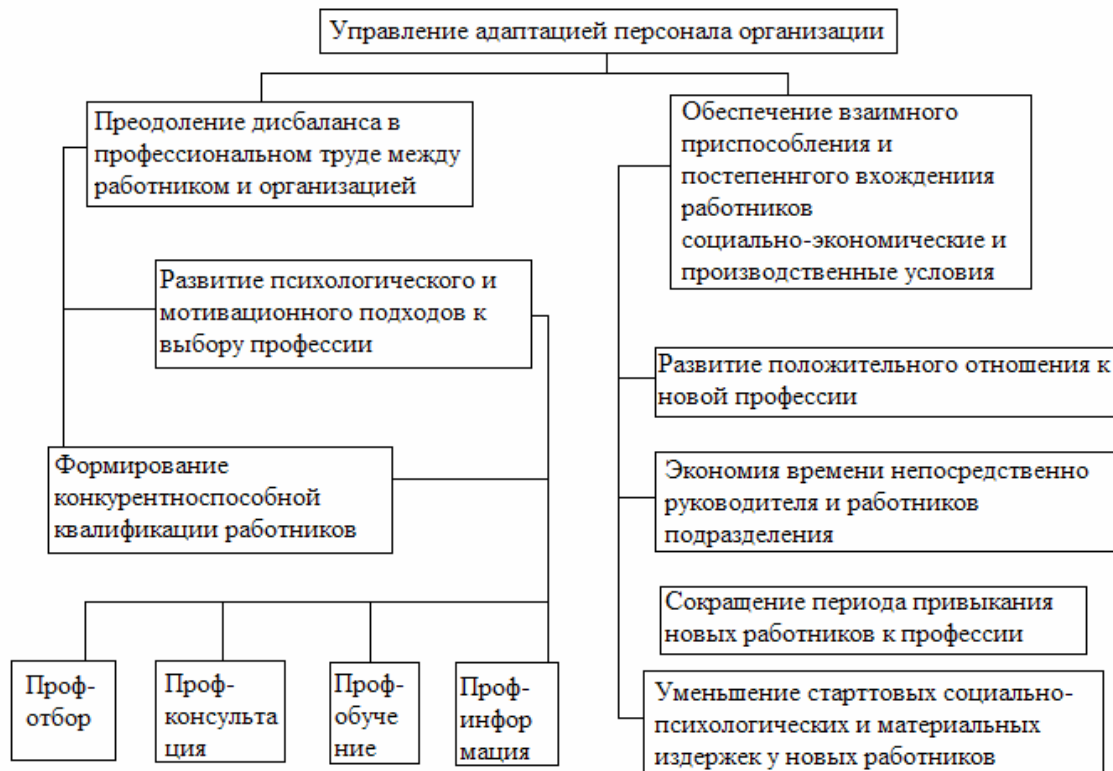 Управление адаптацией персонала организации
Преодоление дисбаланса в
профессиональном труде между
работником и организацией
Обеспечение взаимного
приспособления и
постепеннгого вхождениия
работников
социально-экономические и
производственные условия
Развитие психологического и
мотивационного подходов к
выбору профессии
Развитие положительного отношения к
новой профессии
Формирование
конкурентноспособной
квалификации работников
Экономия времени непосредственно
руководителя и работников
подразделения
Сокращение периода привыкания
новых работников к профессии
Проф-
отбор
Проф-
консульта
ция
Проф-
обуче
ние
Проф-
информ
мация
Уменьшение старттовых социально-
психологических и материальных
издержек у новых работников